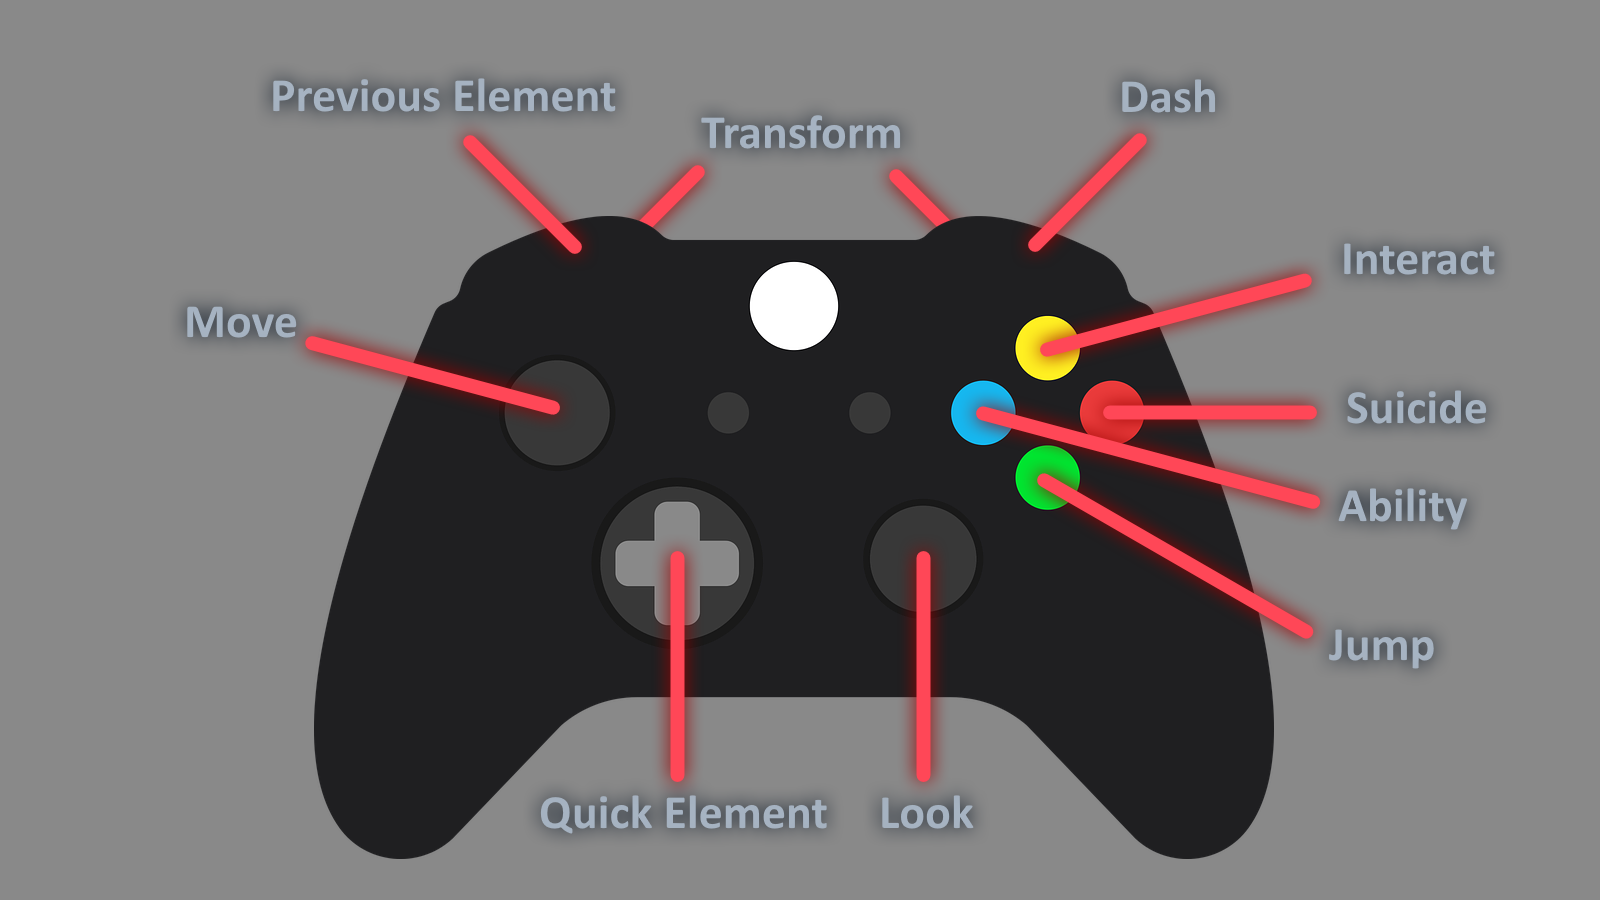 Previous Element
Dash
Transform
Interact
Move
Suicide
Ability
Jump
Quick Element
Look